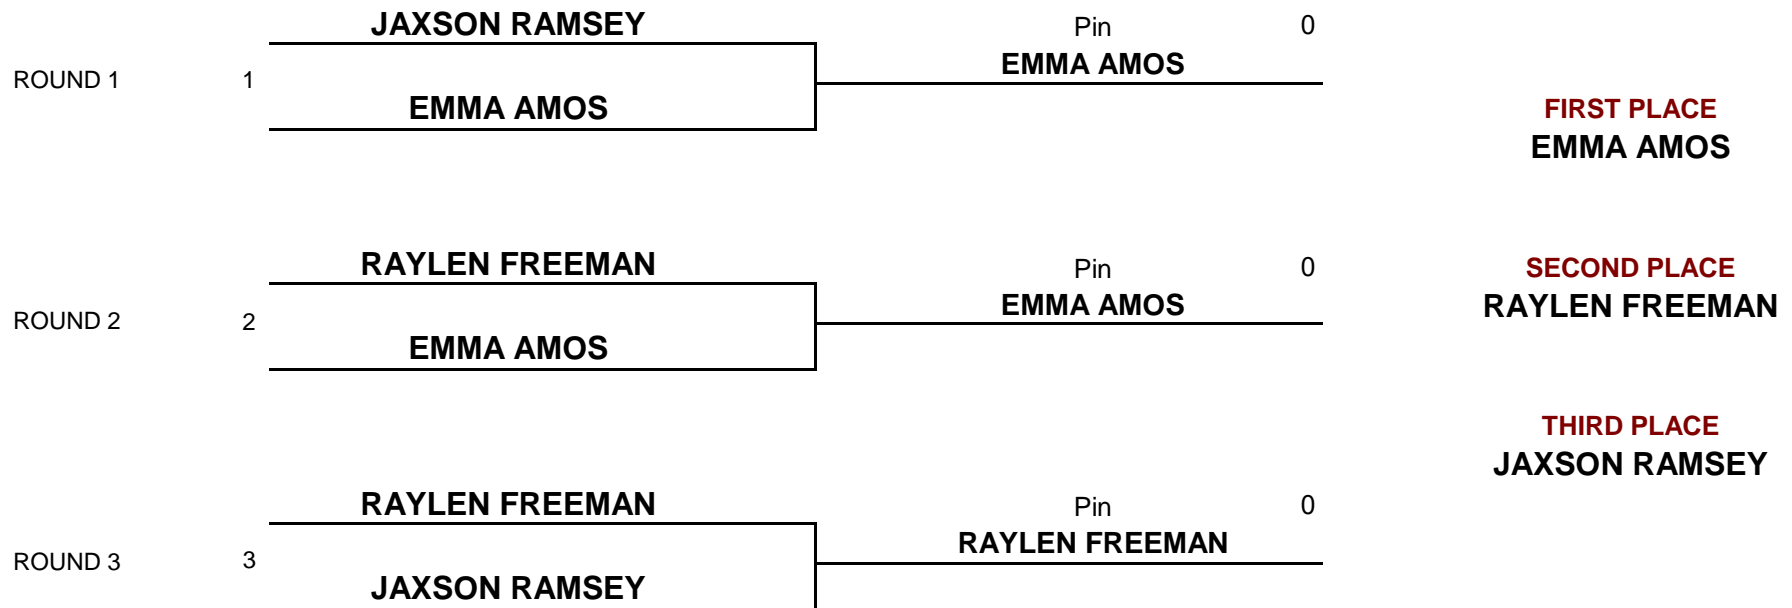 JAXSON RAMSEY
Pin 0
EMMA AMOS
ROUND 1 1
EMMA AMOS
FIRST PLACE
EMMA AMOS
RAYLEN FREEMAN
Pin 0
EMMA AMOS
ROUND 2 2
EMMA AMOS
SECOND PLACE
RAYLEN FREEMAN
THIRD PLACE
JAXSON RAMSEY
RAYLEN FREEMAN
Pin 0
RAYLEN FREEMAN
ROUND 3 3
JAXSON RAMSEY